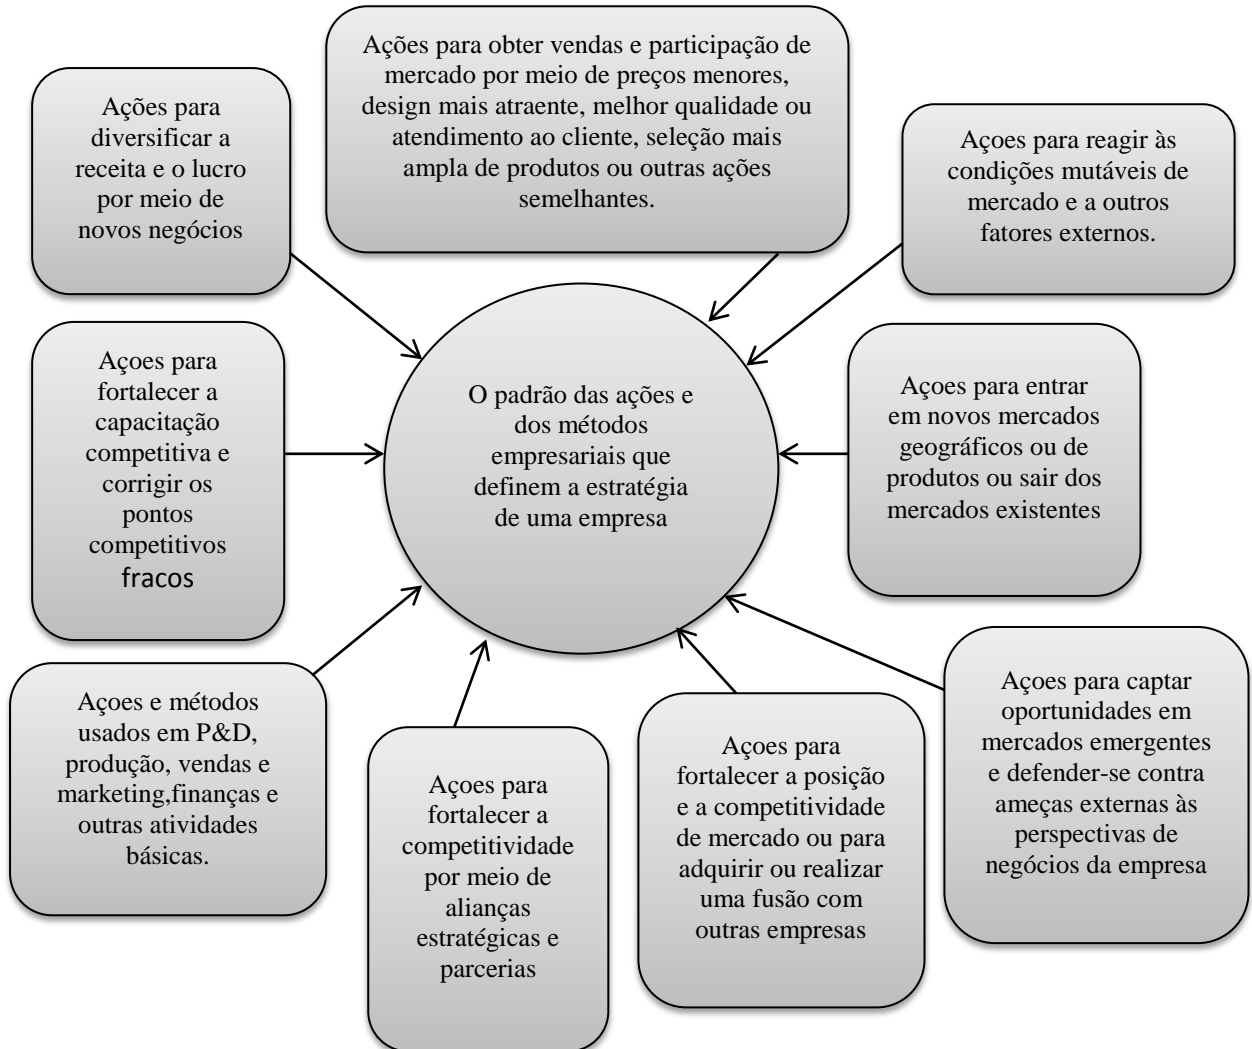 Ações para obter vendas e participação de
mercado por meio de preços menores,
design mais atraente, melhor qualidade ou
atendimento ao cliente, seleção mais
ampla de produtos ou outras ações
semelhantes.
Ações para
diversificar a
receita e o lucro
por meio de
novos negócios
Açoes para reagir às
condições mutáveis de
mercado e a outros
fatores externos.
Açoes para
fortalecer a
capacitação
competitiva e
corrigir os
pontos
competitivos
fracos
O padrão das ações e
dos métodos
empresariais que
definem a estratégia
de uma empresa
Açoes para entrar
em novos mercados
geográficos ou de
produtos ou sair dos
mercados existentes
Açoes e métodos
usados em P&D,
produção, vendas e
marketing,finanças e
outras atividades
básicas.
Açoes para
fortalecer a
competitividade
por meio de
alianças
estratégicas e
parcerias
Açoes para
fortalecer a posição
e a competitividade
de mercado ou para
adquirir ou realizar
uma fusão com
outras empresas
Açoes para captar
oportunidades em
mercados emergentes
e defender-se contra
ameças externas às
perspectivas de
negócios da empresa